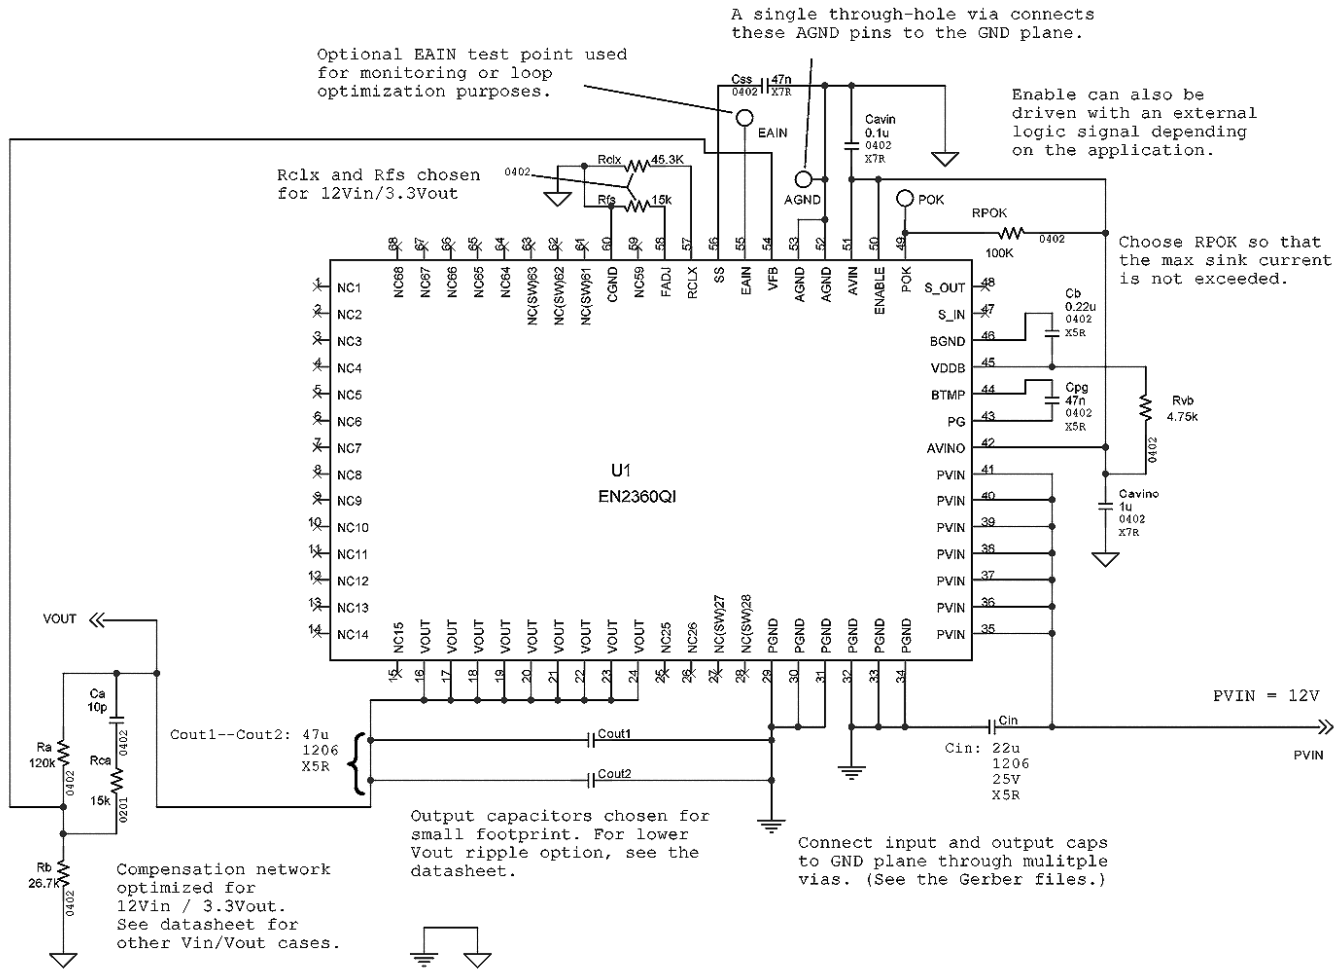 A single through-hole via connects
these AGND pins to the GND plane.
Optional EAIN test point used
for monitoring or loop
optimization purposes.
Css 47n
0402 X7R
EAIN
Cavin
0.1u
0402
X7R
Enable can also be
driven with an external
logic signal depending
on the application.
Rclx and Rfs chosen
for 12Vin/3.3Vout
0402
Rclx 45.3K
Rfs 15k
AGND
POK
RPOK
100K 0402
Choose RPOK so that
the max sink current
is not exceeded.
68 67 66 65 64 63 62 61 60 59 58 57 56 55 54 53 52 51 50 49
NC68 NC67 NC66 NC65 NC64 NC(SW)63 NC(SW)62 NC(SW)61 CGND NC59 FADJ RCLX SS EAIN VFB AGND AGND AVIN ENABLE POK
1 NC1
2 NC2
3 NC3
4 NC4
5 NC5
6 NC6
7 NC7
8 NC8
9 NC9
10 NC10
11 NC11
12 NC12
13 NC13
14 NC14
U1
EN2360QI
S_OUT 48
S_IN 47
BGND 46
VDDB 45
BTMP 44
PG 43
AVINO 42
PVIN 41
PVIN 40
PVIN 39
PVIN 38
PVIN 37
PVIN 36
PVIN 35
Cb
0.22u
0402
X5R
Cpg
47n
0402
X5R
Rvb
4.75k
0402
Cavino
1u
0402
X7R
NC15 VOUT VOUT VOUT VOUT VOUT VOUT VOUT VOUT VOUT NC25 NC26 NC(SW)27 NC(SW)28 PGND PGND PGND PGND PGND PGND
15 16 17 18 19 20 21 22 23 24 25 26 27 28 29 30 31 32 33 34
VOUT
Ca
10p
0402
Ra
120k
0402
Rca
15k
0201
Rb
26.7k
0402
Cout1--Cout2: 47u
1206
X5R
Cout1
Cout2
Cin
Cin: 22u
1206
25V
X5R
PVIN = 12V
PVIN
Output capacitors chosen for
small footprint. For lower
Vout ripple option, see the
datasheet.
Connect input and output caps
to GND plane through mulitple
vias. (See the Gerber files.)
Compensation network
optimized for
12Vin / 3.3Vout.
See datasheet for
other Vin/Vout cases.